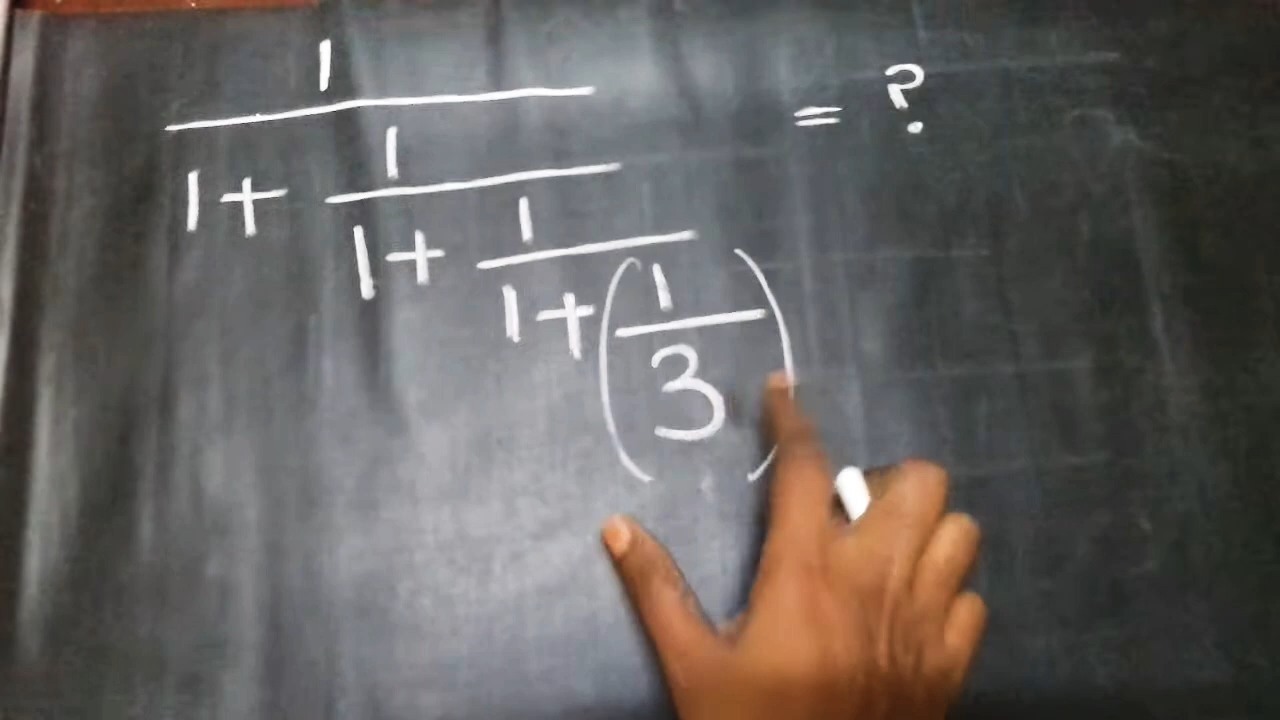 1 = ?
1 + 1
1 + 1
1 + (1
3)